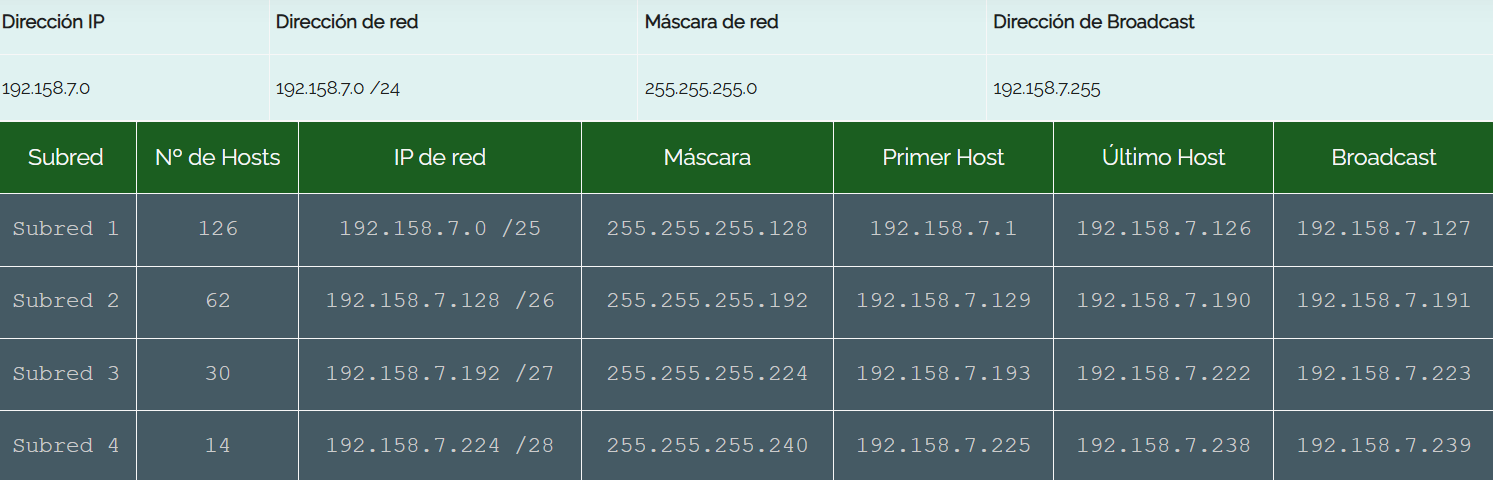 Dirección IP Dirección de red Máscara de red Dirección de Broadcast
192.158.7.0 192.158.7.0 /24 255.255.255.0 192.158.7.255
Subred Nº de Hosts IP de red Máscara Primer Host Último Host Broadcast
Subred 1 126 192.158.7.0 /25 255.255.255.128 192.158.7.1 192.158.7.126 192.158.7.127
Subred 2 62 192.158.7.128 /26 255.255.255.192 192.158.7.129 192.158.7.190 192.158.7.191
Subred 3 30 192.158.7.192 /27 255.255.255.224 192.158.7.193 192.158.7.222 192.158.7.223
Subred 4 14 192.158.7.224 /28 255.255.255.240 192.158.7.225 192.158.7.238 192.158.7.239